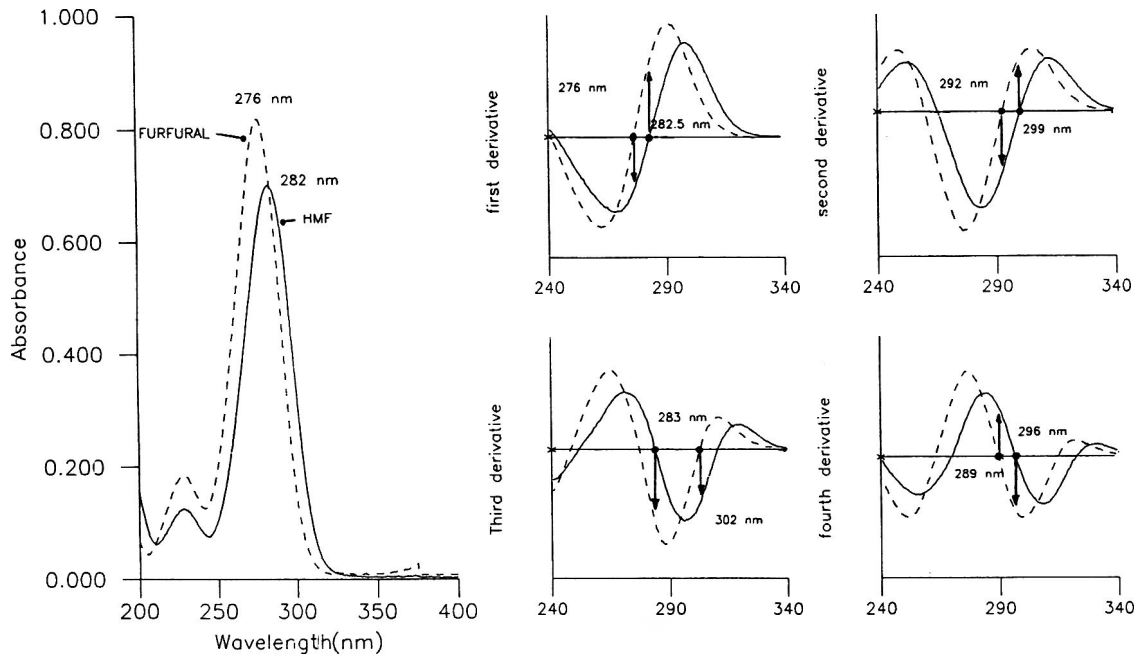 1.000
0.800
0.600
0.400
0.200
0.000
Absorbance
276 nm
FURFURAL
282 nm
HMF
200
250
300
350
400
Wavelength(nm)
first derivative
276 nm
282.5 nm
240
290
340
second derivative
292 nm
299 nm
240
290
340
Third derivative
283 nm
302 nm
240
290
340
fourth derivative
296 nm
289 nm
240
290
340